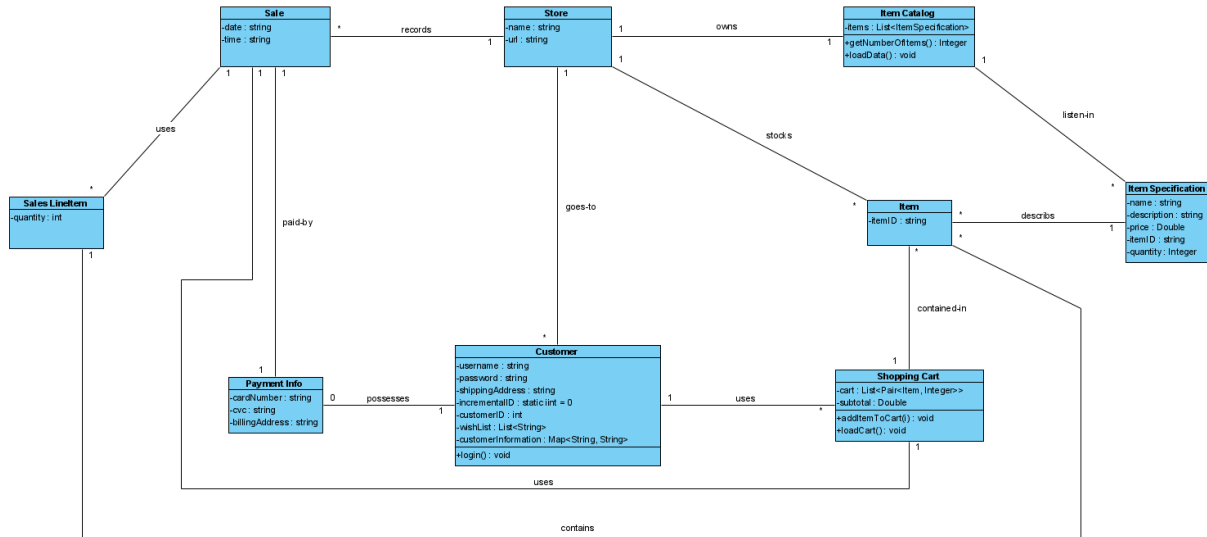 Sale
-date : string
-time : string
Store
-name : string
-url : string
Item Catalog
-items : List<ItemSpecification>
+getNumberOfItems() : Integer
+loadData() : void
*
records
1
1
owns
1
1
1
1
1
1
1
uses
stocks
listen-in
*
Sales LineItem
-quantity : int
1
paid-by
goes-to
*
Item
-itemID : string
*
*
*
describs
1
*
Item Specification
-name : string
-description : string
-price : Double
-itemID : string
-quantity : Integer
contained-in
1
*
1
Payment Info
-cardNumber : string
-cvc : string
-billingAddress : string
0
possesses
1
Customer
-username : string
-password : string
-shippingAddress : string
-incrementalID : static iint = 0
-customerID : int
-wishList : List<String>
-customerInformation : Map<String, String>
+login() : void
1
uses
*
Shopping Cart
-cart : List<Pair<Item, Integer>>
-subtotal : Double
+addItemToCart(i) : void
+loadCart() : void
1
uses
contains